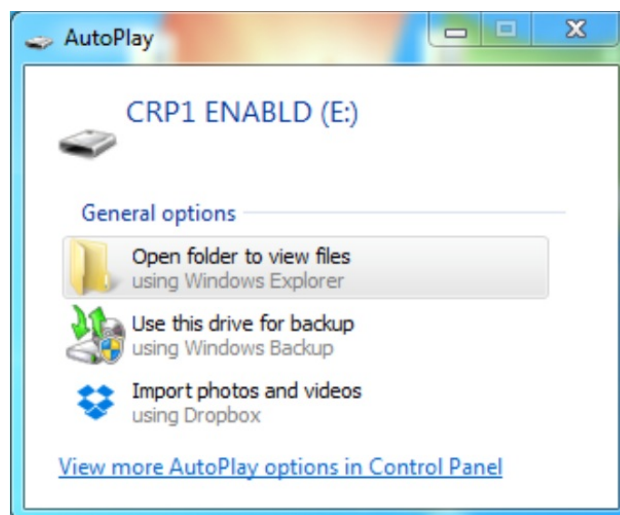 AutoPlay
CRP1 ENABLD (E:)
General options
Open folder to view files
using Windows Explorer
Use this drive for backup
using Windows Backup
Import photos and videos
using Dropbox
View more AutoPlay options in Control Panel